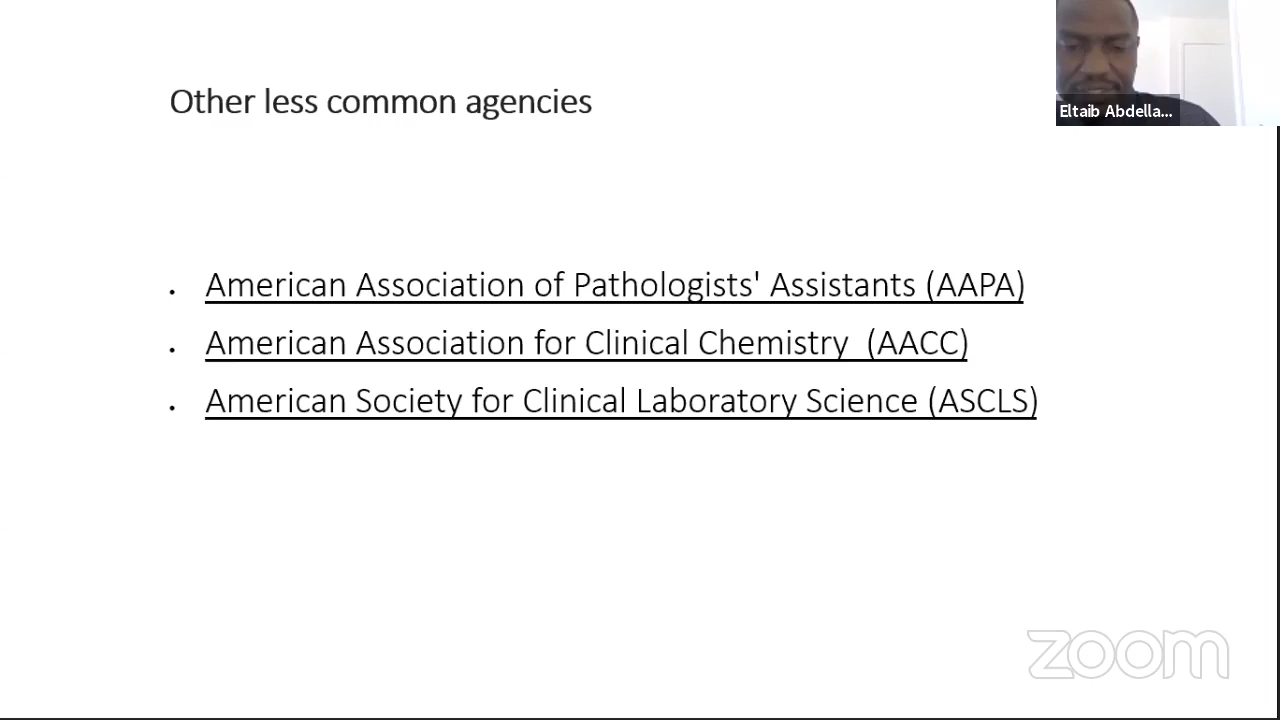 Other less common agencies
Eltaib Abdella...
• American Association of Pathologists' Assistants (AAPA)
• American Association for Clinical Chemistry  (AACC)
• American Society for Clinical Laboratory Science (ASCLS)
zoom